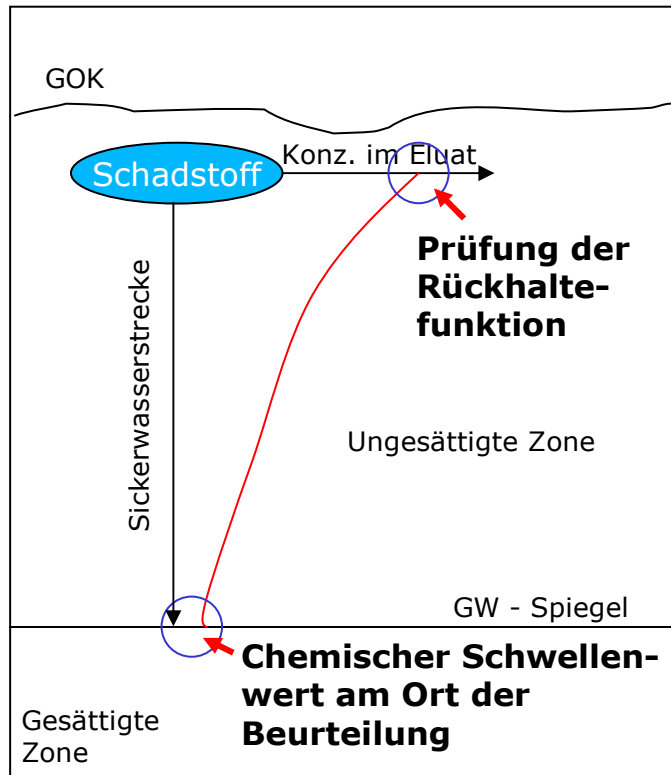 GOK
Konz. im Eluat
Schadstoff
Prüfung der
Rückhalte-
funktion
Sickerwasserstrecke
Ungesättigte Zone
GW - Spiegel
Chemischer Schwellen-
wert am Ort der
Beurteilung
Gesättigte
Zone